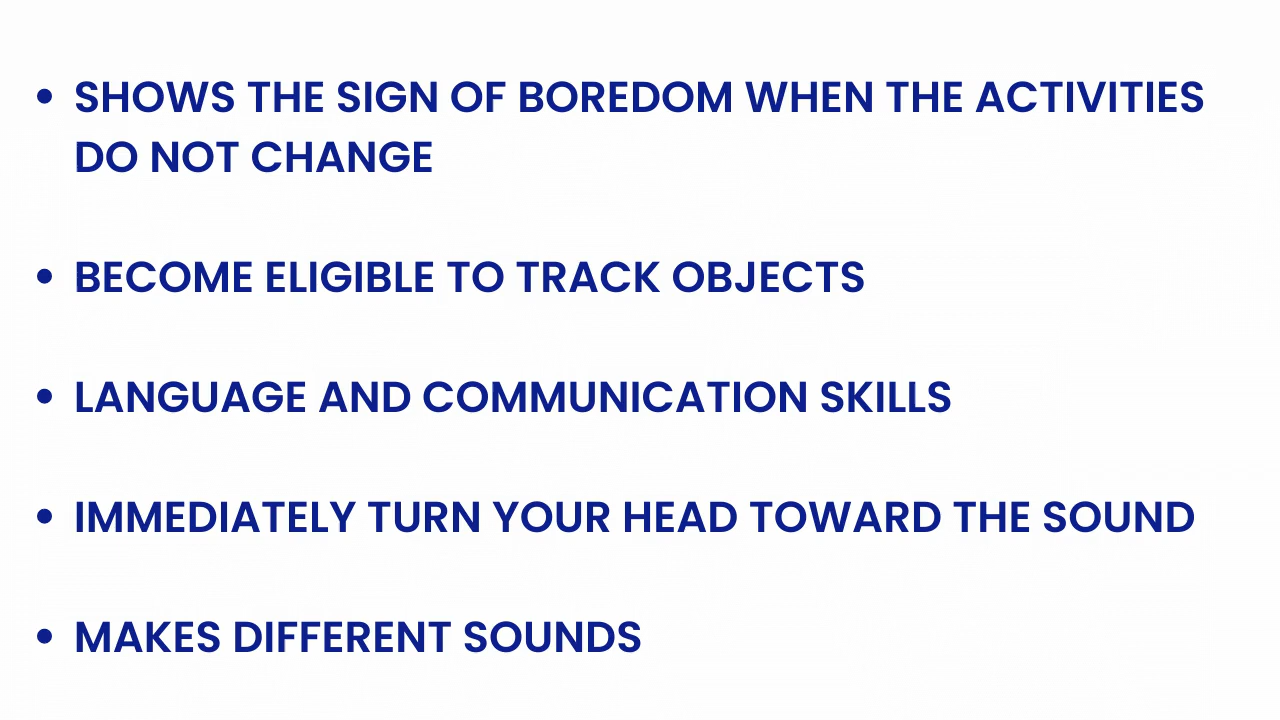 • SHOWS THE SIGN OF BOREDOM WHEN THE ACTIVITIES
DO NOT CHANGE
• BECOME ELIGIBLE TO TRACK OBJECTS
• LANGUAGE AND COMMUNICATION SKILLS
• IMMEDIATELY TURN YOUR HEAD TOWARD THE SOUND
• MAKES DIFFERENT SOUNDS